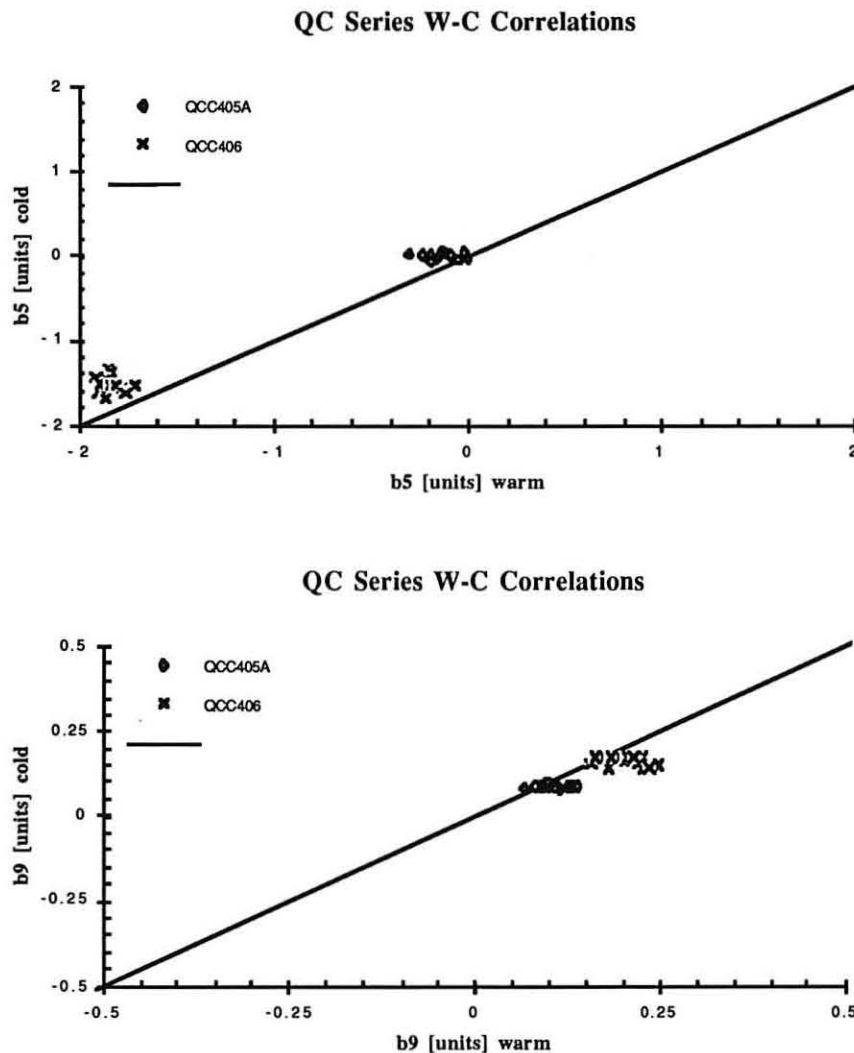 QC Series W-C Correlations
2
QCC405A
QCC406
1
0
-1
-2
b5 [units] cold
-2 -1 0 1 2
b5 [units] warm
QC Series W-C Correlations
0.5
QCC405A
QCC406
0.25
0
-0.25
-0.5
b9 [units] cold
-0.5 -0.25 0 0.25 0.5
b9 [units] warm